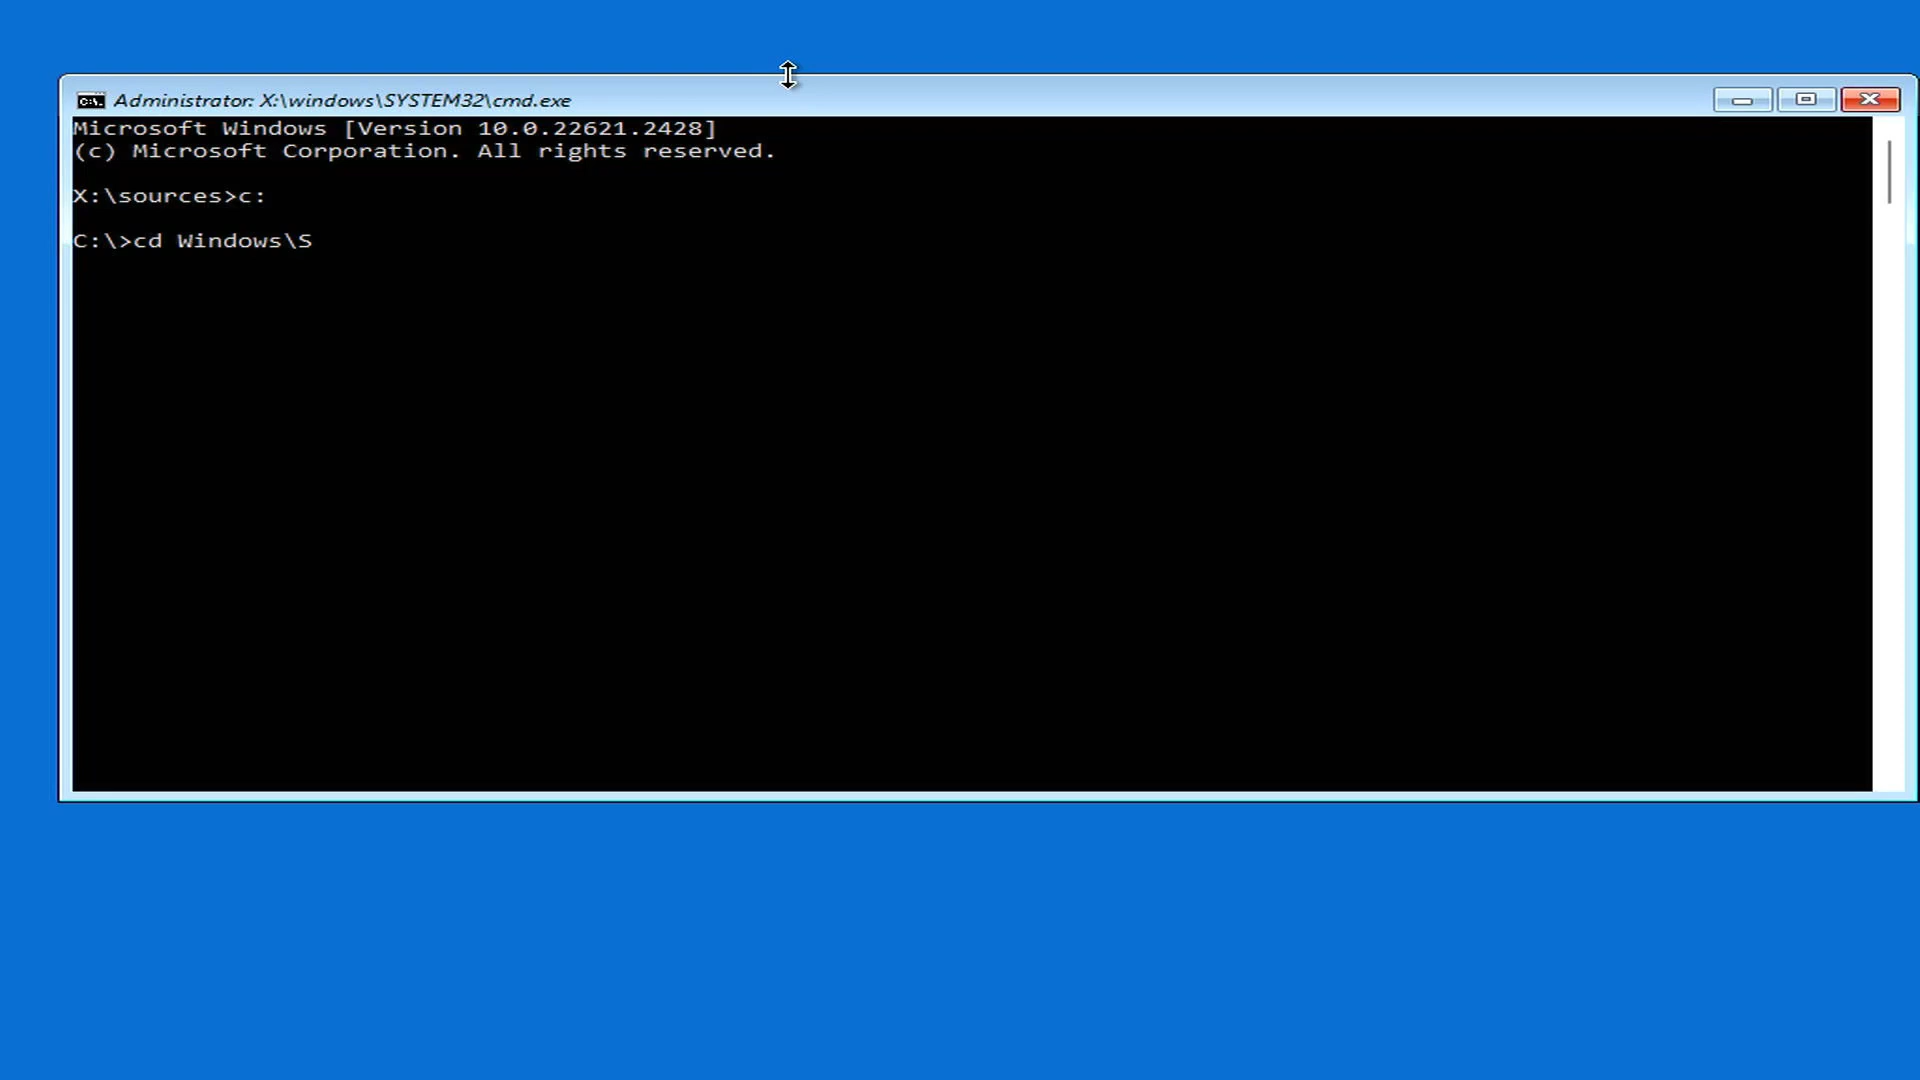 Administrator: X:\windows\SYSTEM32\cmd.exe
Microsoft Windows [Version 10.0.22621.2428]
(c) Microsoft Corporation. All rights reserved.
X:\sources>c:
C:\>cd Windows\S